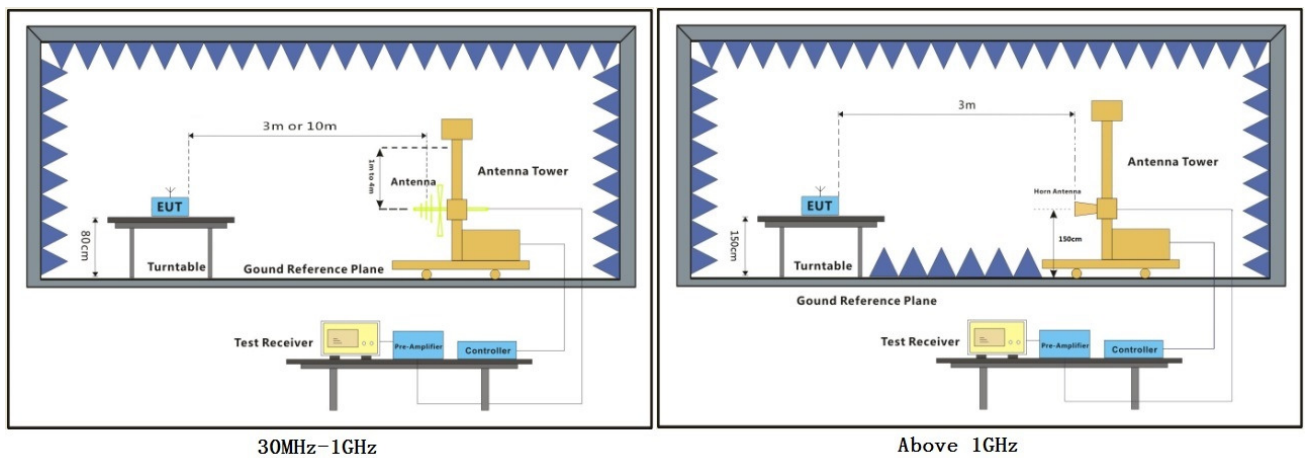 3m or 10m
1m to 4m
Antenna
Antenna Tower
EUT
80cm
Turntable
Gound Reference Plane
Test Receiver
Pre-Amplifier
Controller
30MHz-1GHz
3m
Antenna Tower
Horn Antenna
EUT
150cm
150cm
Turntable
Gound Reference Plane
Test Receiver
Pre-Amplifier
Controller
Above 1GHz